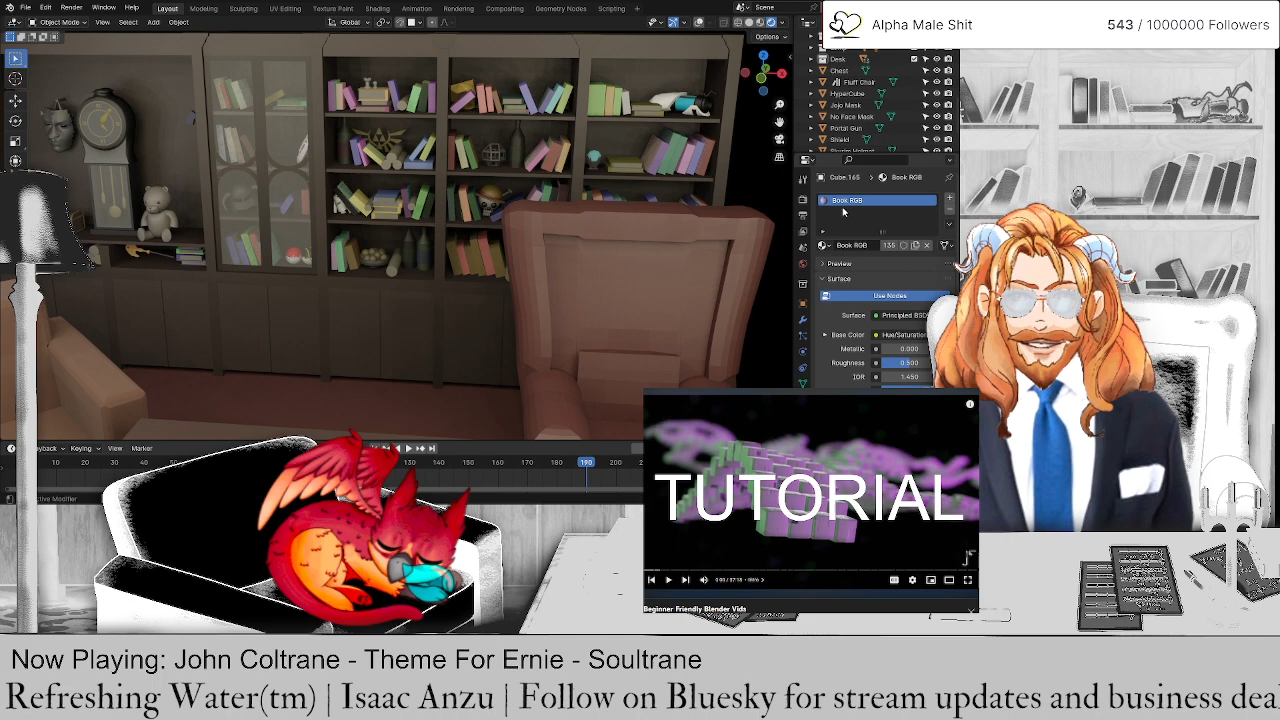 Edit Render Window Help Layout Modeling Sculpting UV Editing Texture Paint Shading Animation Rendering Compositing Geometry Nodes Scripting Scene
Alpha Male Shit 543 / 1000000 Followers
Object Mode View Select Add Object Global
Options
Desk
Chest
Fluff Chair
HyperCube
Jojo Mask
No Face Mask
Portal Gun
Shield
Cube.165 Book RGB
Book RGB
Book RGB 135
Preview
Surface
Use Nodes
Surface Principled BSD
Base Color Hue/Saturation
Metallic 0.000
Roughness 0.500
IOR 1.450
yback Keying View Marker
10 20 30 40 50 130 140 150 160 170 180 190 200
ctive Modifier
TUTORIAL
Beginner Friendly Blender Vids
Now Playing: John Coltrane - Theme For Ernie - Soultrane
Refreshing Water(tm) | Isaac Anzu | Follow on Bluesky for stream updates and business dea